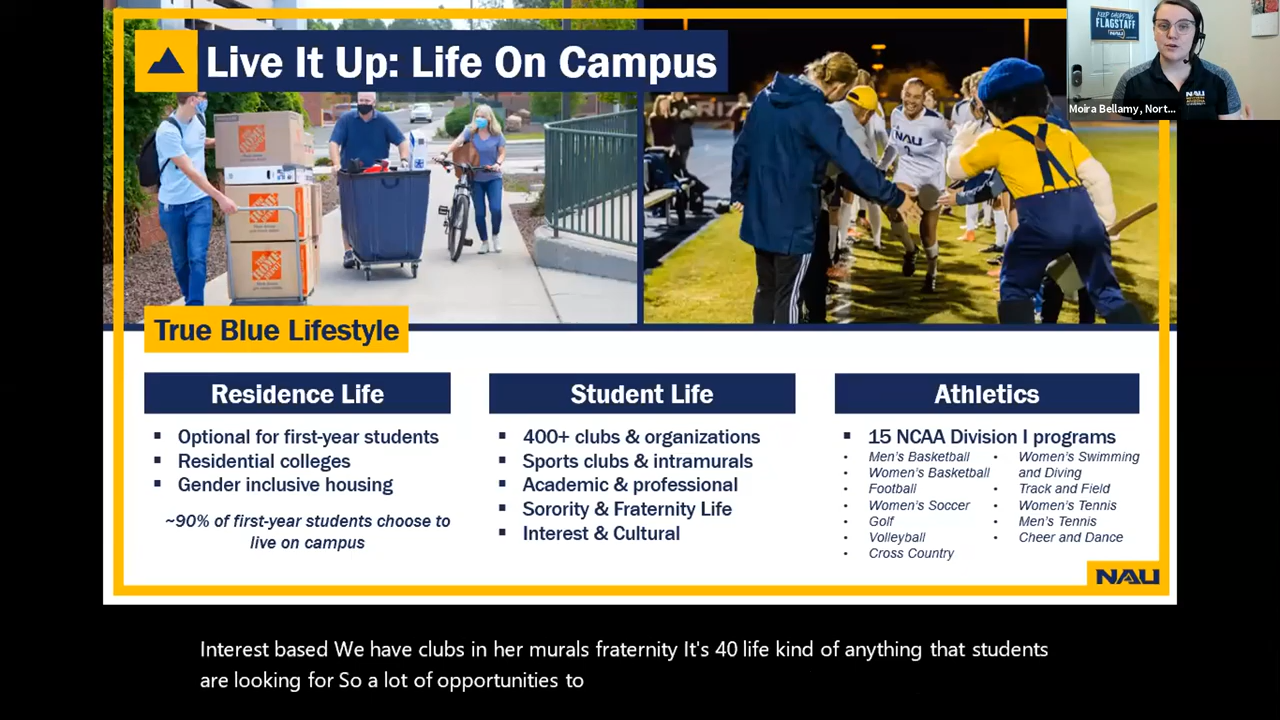 KEEP CHOPPING
FLAGSTAFF
NAU
NAU
Moira Bellamy, Nort...
Live It Up: Life On Campus
NAU
True Blue Lifestyle
Residence Life
▪ Optional for first-year students
▪ Residential colleges
▪ Gender inclusive housing
~90% of first-year students choose to
live on campus
Student Life
▪ 400+ clubs & organizations
▪ Sports clubs & intramurals
▪ Academic & professional
▪ Sorority & Fraternity Life
▪ Interest & Cultural
Athletics
▪ 15 NCAA Division I programs
• Men's Basketball
• Women's Basketball
• Football
• Women's Soccer
• Golf
• Volleyball
• Cross Country
• Women's Swimming
and Diving
• Track and Field
• Women's Tennis
• Men's Tennis
• Cheer and Dance
NAU
Interest based We have clubs in her murals fraternity It's 40 life kind of anything that students
are looking for So a lot of opportunities to